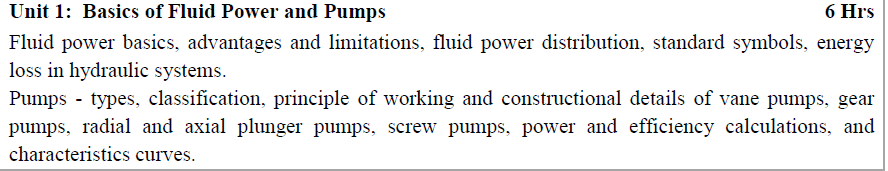 Unit 1:  Basics of Fluid Power and Pumps 6 Hrs
Fluid power basics, advantages and limitations, fluid power distribution, standard symbols, energy
loss in hydraulic systems.
Pumps - types, classification, principle of working and constructional details of vane pumps, gear
pumps, radial and axial plunger pumps, screw pumps, power and efficiency calculations, and
characteristics curves.